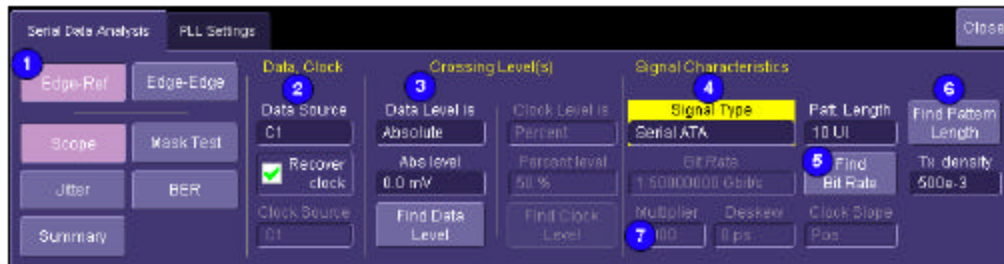 Serial Data Analysis
PLL Settings
Close
1
Edge-Ref
Edge-Edge
Scope
Mask Test
Jitter
BER
Summary
Data, Clock
2
Data Source
C1
Recover clock
Clock Source
C1
Crossing Level(s)
3
Data Level is
Absolute
Abs level
0.0 mV
Find Data
Level
Clock Level is
Percent
Percent level
50 %
Find Clock
Level
Signal Characteristics
4
Signal Type
Serial ATA
Bit Rate
1.50000000 Gbit/s
Multiplier
7
Deskew
0 ps
Patt. Length
10 UI
5
Find
Bit Rate
Clock Slope
Pos
6
Find Pattern
Length
Tx density
500e-3